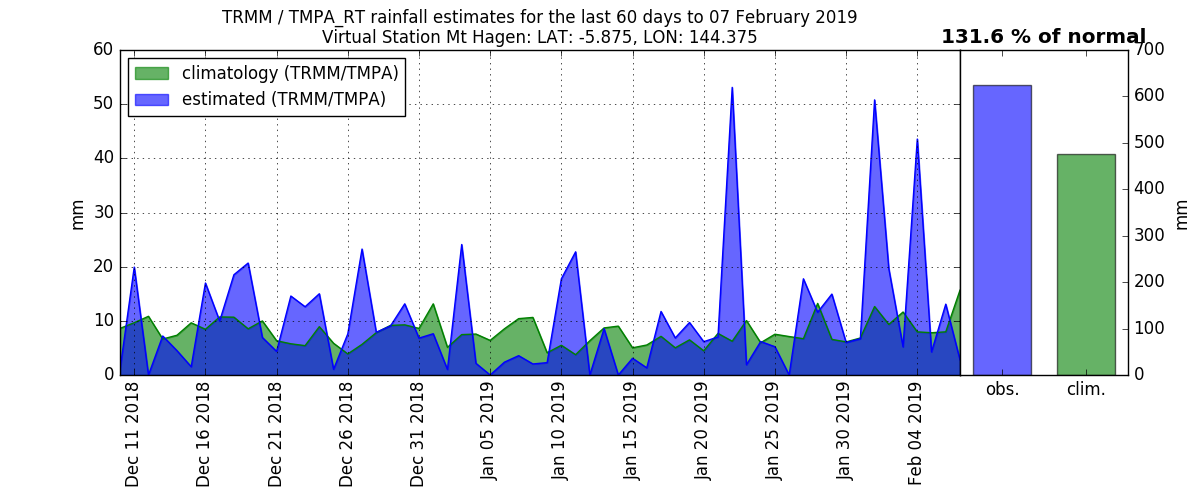 TRMM / TMPA_RT rainfall estimates for the last 60 days to 07 February 2019
Virtual Station Mt Hagen: LAT: -5.875, LON: 144.375
131.6 % of normal
climatology (TRMM/TMPA)
estimated (TRMM/TMPA)
60
50
40
30
20
10
0
mm
Dec 11 2018
Dec 16 2018
Dec 21 2018
Dec 26 2018
Dec 31 2018
Jan 05 2019
Jan 10 2019
Jan 15 2019
Jan 20 2019
Jan 25 2019
Jan 30 2019
Feb 04 2019
700
600
500
400
300
200
100
0
mm
obs.
clim.